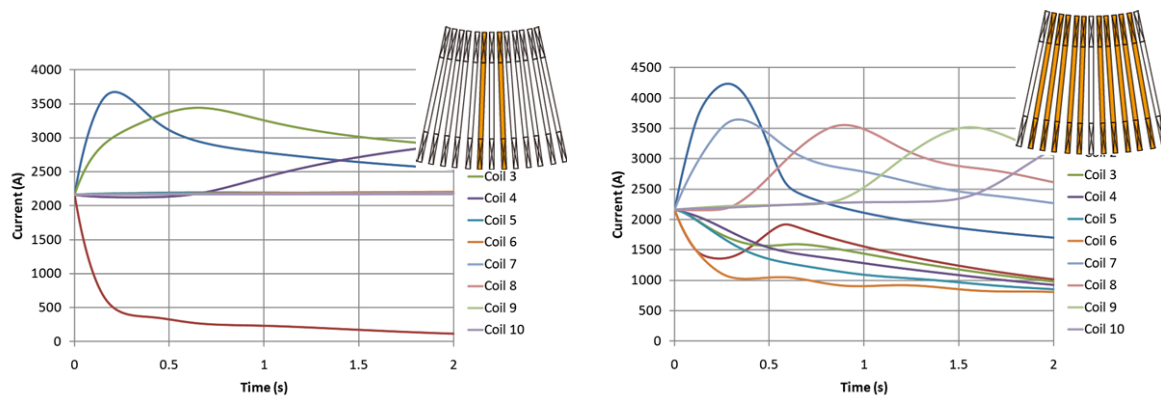 4000
3500
3000
2500
2000
1500
1000
500
0
Current (A)
0 0.5 1 1.5 2
Time (s)
Coil 3
Coil 4
Coil 5
Coil 6
Coil 7
Coil 8
Coil 9
Coil 10
4500
4000
3500
3000
2500
2000
1500
1000
500
0
Current (A)
0 0.5 1 1.5 2
Time (s)
Coil 3
Coil 4
Coil 5
Coil 6
Coil 7
Coil 8
Coil 9
Coil 10